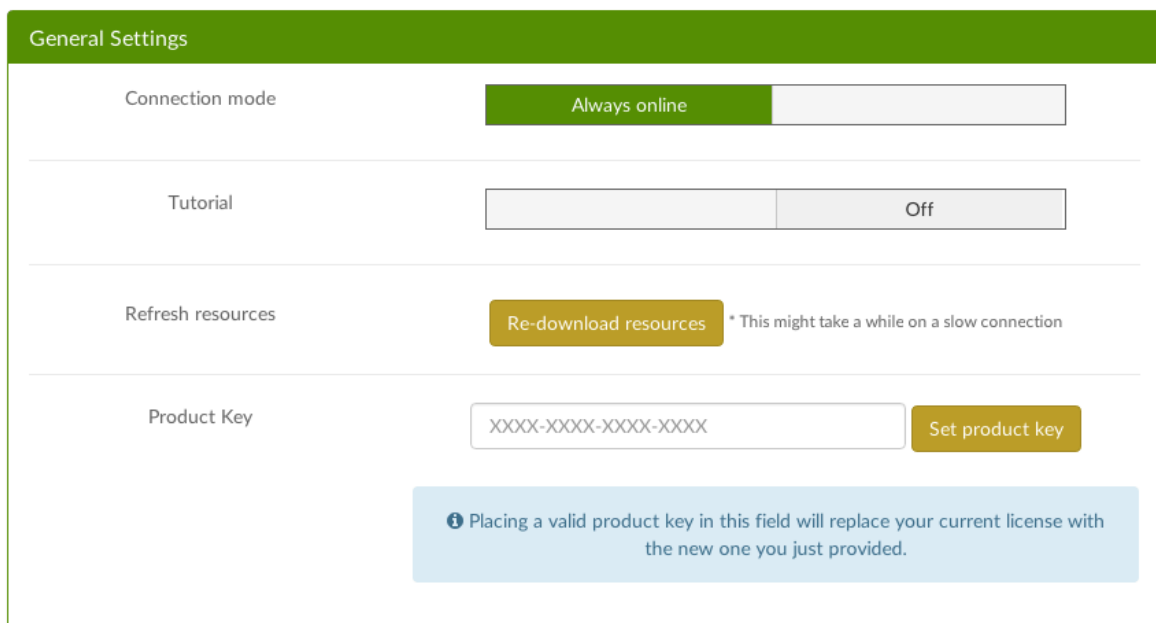 General Settings
Connection mode
Always online
Tutorial
Off
Refresh resources
Re-download resources
* This might take a while on a slow connection
Product Key
XXXX-XXXX-XXXX-XXXX
Set product key
Placing a valid product key in this field will replace your current license with
the new one you just provided.